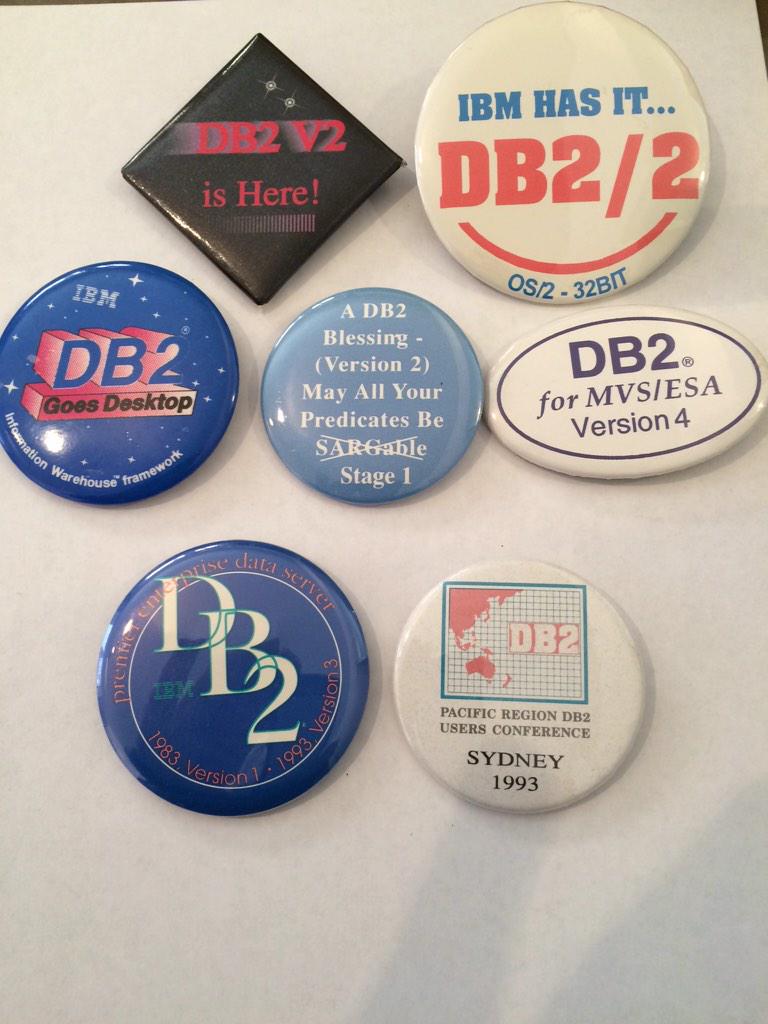 DB2 V2
is Here!
IBM HAS IT...
DB2/2
OS/2 - 32BIT
IBM
DB2®
Goes Desktop
Information Warehouse™ framework
A DB2
Blessing -
(Version 2)
May All Your
Predicates Be
SARGable
Stage 1
DB2®
for MVS/ESA
Version 4
premier enterprise data server
DB2
IBM
1983, Version 1 · 1993, Version 3
DB2
PACIFIC REGION DB2
USERS CONFERENCE
SYDNEY
1993